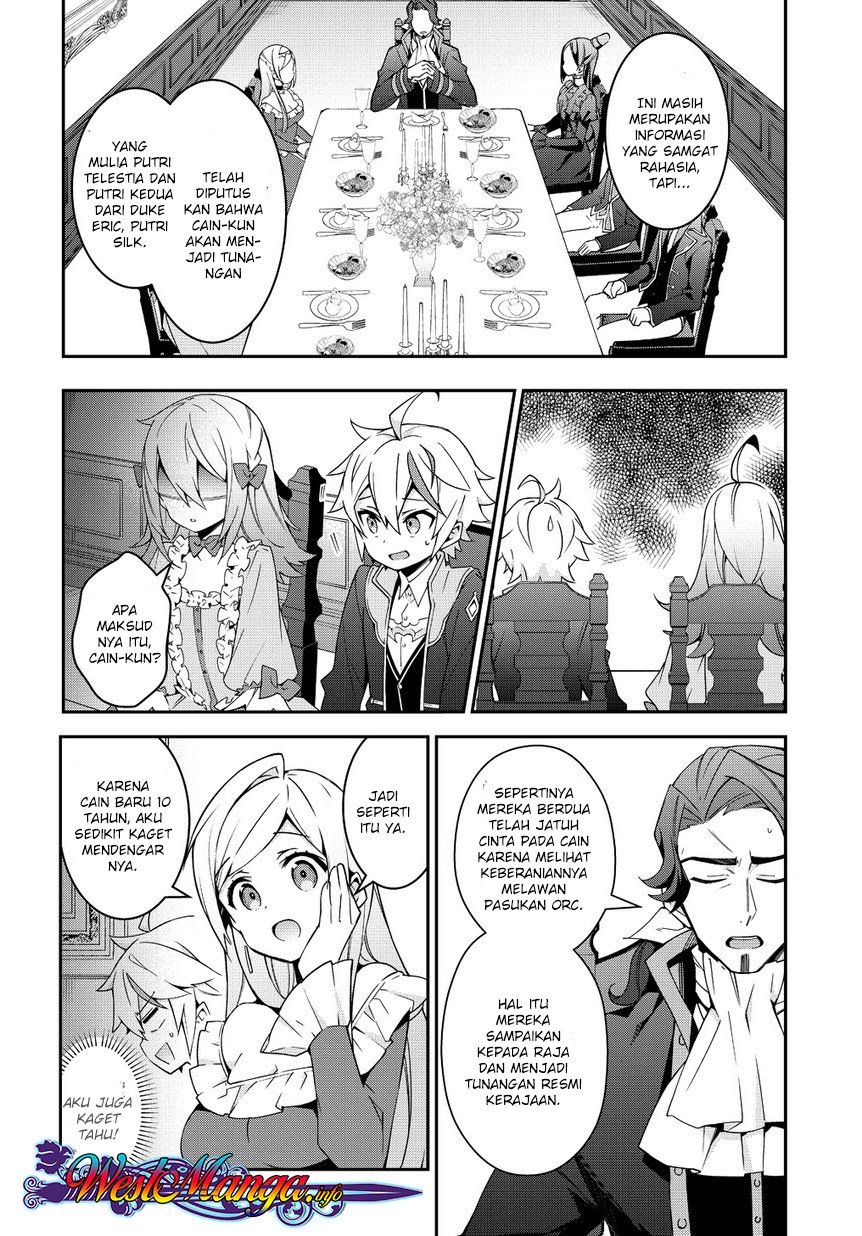 INI MASIH
MERUPAKAN
INFORMASI
YANG SAMGAT
RAHASIA,
TAPI...
TELAH
DIPUTUS
KAN BAHWA
CAIN-KUN
AKAN MEN-
JADI TUNA-
NGAN
YANG
MULIA PUTRI
TELESTIA DAN
PUTRI KEDUA
DARI DUKE
ERIC, PUTRI
SILK.
APA
MAKSUD
NYA ITU,
CAIN-KUN?
SEPERTINYA
MEREKA BERDUA
TELAH JATUH
CINTA PADA CAIN
KARENA MELIHAT
KEBERANIANNYA
MELAWAN
PASUKAN ORC.
HAL ITU
MEREKA
SAMPAIKAN
KEPADA RAJA
DAN MENJADI
TUNANGAN RESMI
KERAJAAN.
JADI
SEPERTI
ITU YA.
KARENA
CAIN BARU 10
TAHUN, AKU
SEDIKIT KAGET
MENDENGAR
NYA.
AKU JUGA
KAGET
TAHU!
WestManga.info